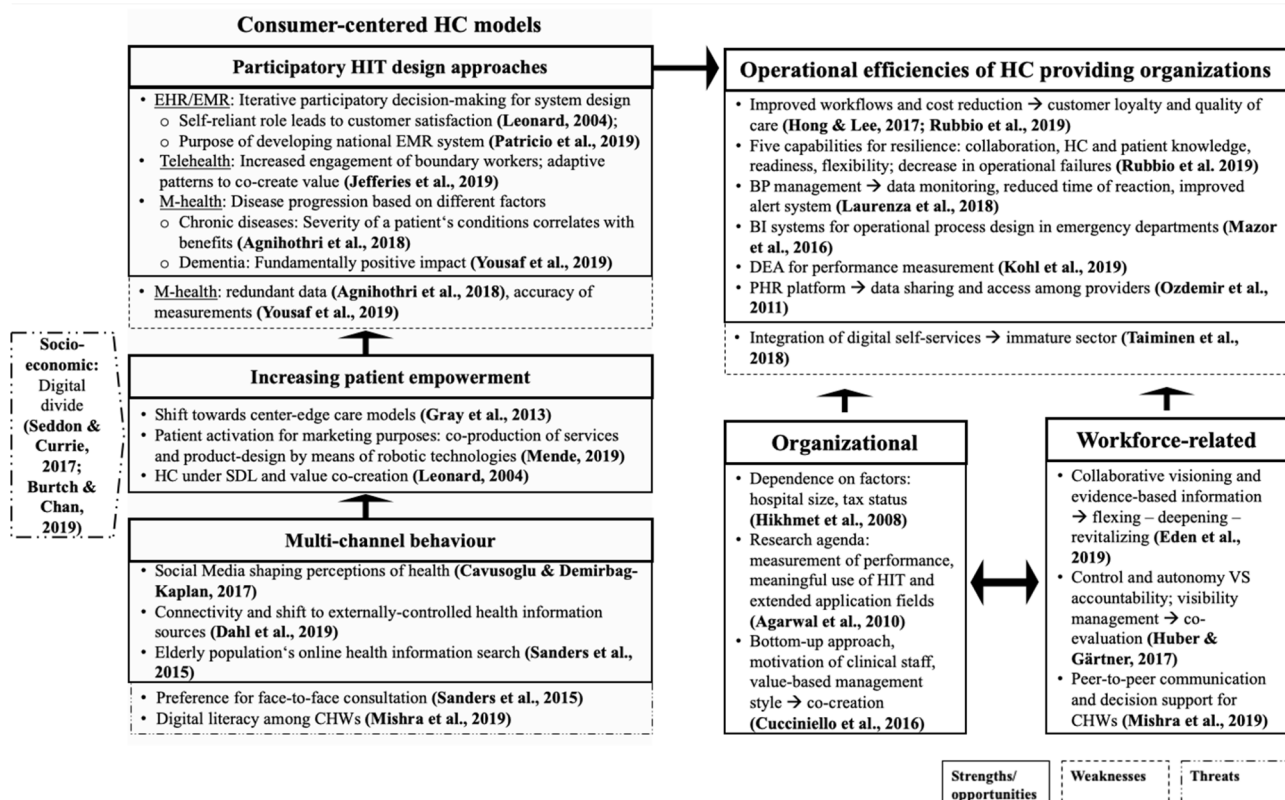 Consumer-centered HC models
Participatory HIT design approaches
• EHR/EMR: Iterative participatory decision-making for system design
o Self-reliant role leads to customer satisfaction (Leonard, 2004);
o Purpose of developing national EMR system (Patricio et al., 2019)
• Telehealth: Increased engagement of boundary workers; adaptive
patterns to co-create value (Jefferies et al., 2019)
• M-health: Disease progression based on different factors
o Chronic diseases: Severity of a patient‘s conditions correlates with
benefits (Agnihothri et al., 2018)
o Dementia: Fundamentally positive impact (Yousaf et al., 2019)
• M-health: redundant data (Agnihothri et al., 2018), accuracy of
measurements (Yousaf et al., 2019)
Socio-
economic:
Digital
divide
(Seddon &
Currie,
2017;
Burtch &
Chan,
2019)
Increasing patient empowerment
• Shift towards center-edge care models (Gray et al., 2013)
• Patient activation for marketing purposes: co-production of services
and product-design by means of robotic technologies (Mende, 2019)
• HC under SDL and value co-creation (Leonard, 2004)
Multi-channel behaviour
• Social Media shaping perceptions of health (Cavusoglu & Demirbag-
Kaplan, 2017)
• Connectivity and shift to externally-controlled health information
sources (Dahl et al., 2019)
• Elderly population‘s online health information search (Sanders et al.,
2015)
• Preference for face-to-face consultation (Sanders et al., 2015)
• Digital literacy among CHWs (Mishra et al., 2019)
Operational efficiencies of HC providing organizations
• Improved workflows and cost reduction → customer loyalty and quality of
care (Hong & Lee, 2017; Rubbio et al., 2019)
• Five capabilities for resilience: collaboration, HC and patient knowledge,
readiness, flexibility; decrease in operational failures (Rubbio et al. 2019)
• BP management → data monitoring, reduced time of reaction, improved
alert system (Laurenza et al., 2018)
• BI systems for operational process design in emergency departments (Mazor
et al., 2016)
• DEA for performance measurement (Kohl et al., 2019)
• PHR platform → data sharing and access among providers (Ozdemir et al.,
2011)
• Integration of digital self-services → immature sector (Taiminen et al.,
2018)
Organizational
• Dependence on factors:
hospital size, tax status
(Hikhmet et al., 2008)
• Research agenda:
measurement of performance,
meaningful use of HIT and
extended application fields
(Agarwal et al., 2010)
• Bottom-up approach,
motivation of clinical staff,
value-based management
style → co-creation
(Cucciniello et al., 2016)
Workforce-related
• Collaborative visioning and
evidence-based information
→ flexing – deepening –
revitalizing (Eden et al.,
2019)
• Control and autonomy VS
accountability; visibility
management → co-
evaluation (Huber &
Gärtner, 2017)
• Peer-to-peer communication
and decision support for
CHWs (Mishra et al., 2019)
Strengths/
opportunities
Weaknesses
Threats